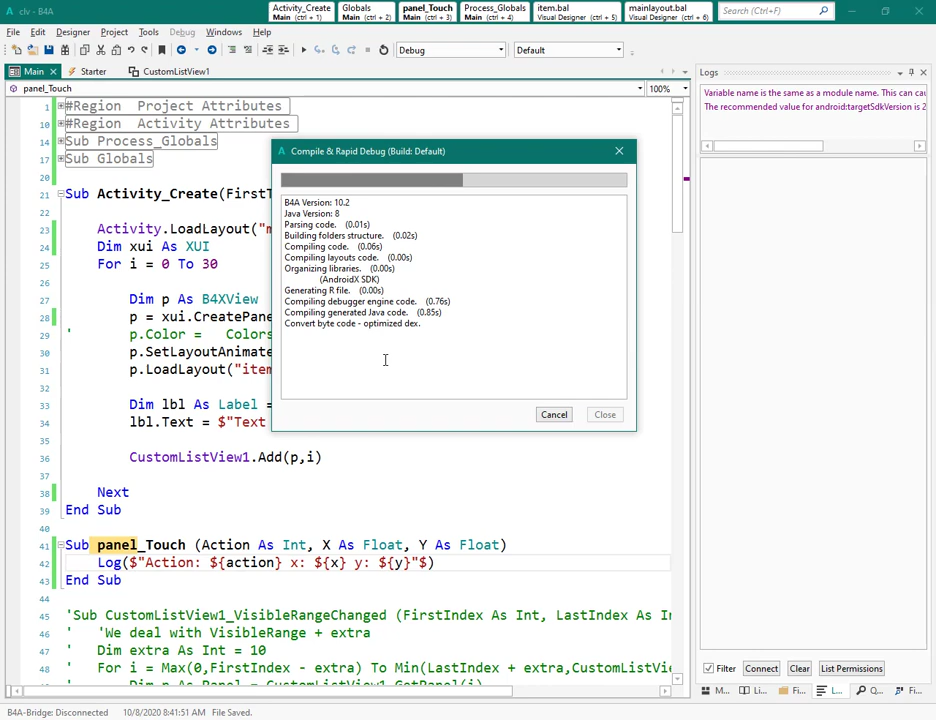 clv - B4A
Activity_Create
Main (ctrl + 1)
Globals
Main (ctrl + 2)
panel_Touch
Main (ctrl + 3)
Process_Globals
Main (ctrl + 4)
item.bal
Visual Designer (ctrl + 5)
mainlayout.bal
Visual Designer (ctrl + 6)
Search (Ctrl+F)
File Edit Designer Project Tools Debug Windows Help
Debug
Default
Main
Starter
CustomListView1
Logs
panel_Touch
100%
Variable name is the same as a module name. This can cau
The recommended value for android:targetSdkVersion is 2
1 #Region Project Attributes
10 #Region Activity Attributes
14 Sub Process_Globals
17 Sub Globals
20
21 Sub Activity_Create(FirstT
22
23 Activity.LoadLayout("m
24 Dim xui As XUI
25 For i = 0 To 30
26
27 Dim p As B4XView
28 p = xui.CreatePane
29 ' p.Color = Colors
30 p.SetLayoutAnimate
31 p.LoadLayout("item
32
33 Dim lbl As Label =
34 lbl.Text = $"Text
35
36 CustomListView1.Add(p,i)
37
38 Next
39 End Sub
40
41 Sub panel_Touch (Action As Int, X As Float, Y As Float)
42 Log($"Action: ${action} x: ${x} y: ${y}"$)
43 End Sub
44
45 'Sub CustomListView1_VisibleRangeChanged (FirstIndex As Int, LastIndex As In
46 ' 'We deal with VisibleRange + extra
47 ' Dim extra As Int = 10
48 ' For i = Max(0,FirstIndex - extra) To Min(LastIndex + extra,CustomListVie
49 ' Dim p As Panel = CustomListView1.GetPanel(i)
Compile & Rapid Debug (Build: Default)
B4A Version: 10.2
Java Version: 8
Parsing code. (0.01s)
Building folders structure. (0.02s)
Compiling code. (0.06s)
Compiling layouts code. (0.00s)
Organizing libraries. (0.00s)
(AndroidX SDK)
Generating R file. (0.00s)
Compiling debugger engine code. (0.76s)
Compiling generated Java code. (0.85s)
Convert byte code - optimized dex.
Cancel
Close
Filter
Connect
Clear
List Permissions
M... Li... Fi... L... Q... Fi...
B4A-Bridge: Disconnected 10/8/2020 8:41:51 AM File Saved.